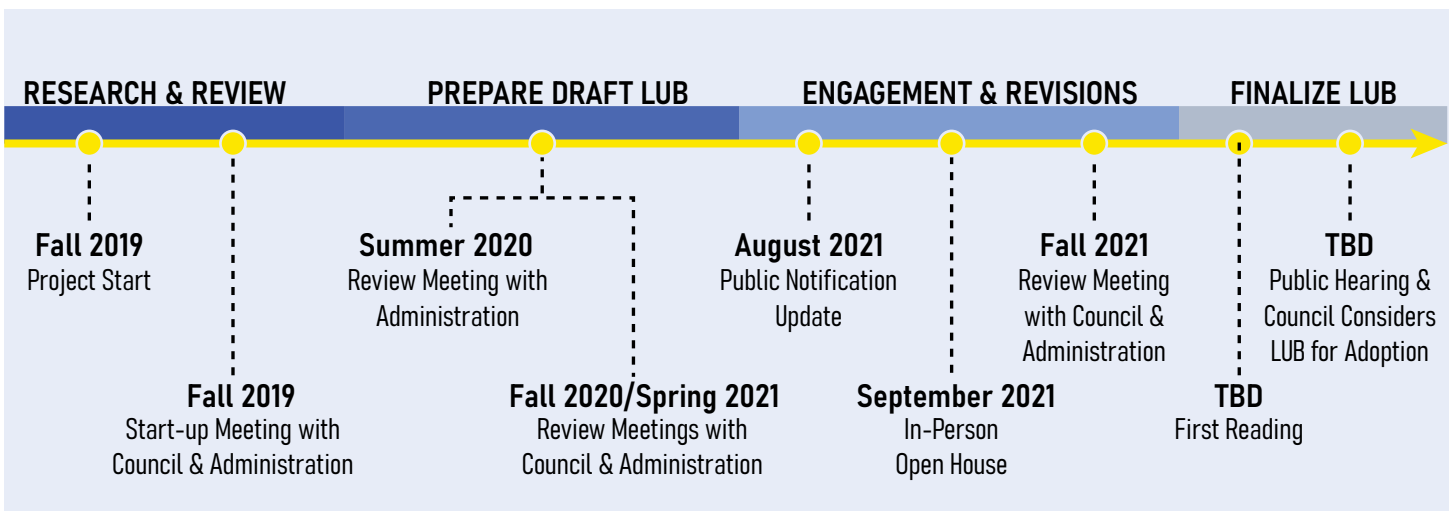 RESEARCH & REVIEW
PREPARE DRAFT LUB
ENGAGEMENT & REVISIONS
FINALIZE LUB
Fall 2019
Project Start
Fall 2019
Start-up Meeting with
Council & Administration
Summer 2020
Review Meeting with
Administration
Fall 2020/Spring 2021
Review Meetings with
Council & Administration
August 2021
Public Notification
Update
September 2021
In-Person
Open House
Fall 2021
Review Meeting
with Council &
Administration
TBD
First Reading
TBD
Public Hearing &
Council Considers
LUB for Adoption